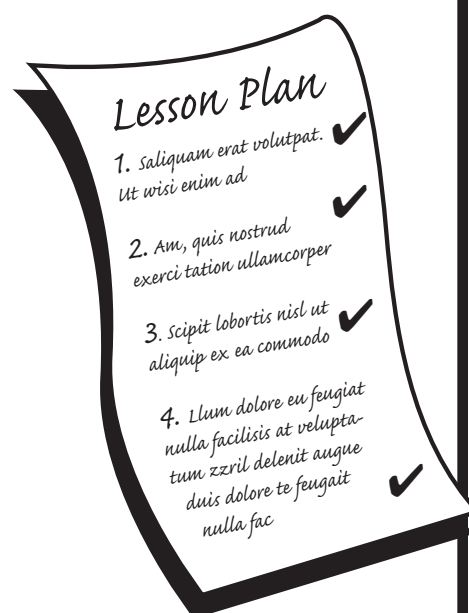 Lesson Plan
1. Saliquam erat volutpat.
Ut wisi enim ad
2. Am, quis nostrud
exerci tation ullamcorper
3. Scipit lobortis nisl ut
aliquip ex ea commodo
4. Llum dolore eu feugiat
nulla facilisis at velupta-
tum zzril delenit augue
duis dolore te feugait
nulla fac